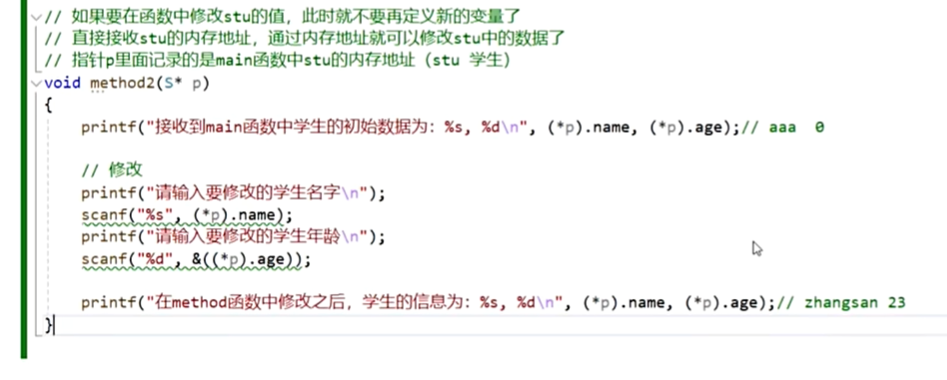 // 如果要在函数中修改stu的值，此时就不要再定义新的变量了
// 直接接收stu的内存地址，通过内存地址就可以修改stu中的数据了
// 指针p里面记录的是main函数中stu的内存地址（stu 学生）
void method2(S* p)
{
printf("接收到main函数中学生的初始数据为：%s, %d\n", (*p).name, (*p).age);// aaa  0
// 修改
printf("请输入要修改的学生名字\n");
scanf("%s", (*p).name);
printf("请输入要修改的学生年龄\n");
scanf("%d", &((*p).age));
printf("在method函数中修改之后，学生的信息为：%s, %d\n", (*p).name, (*p).age);// zhangsan 23
}